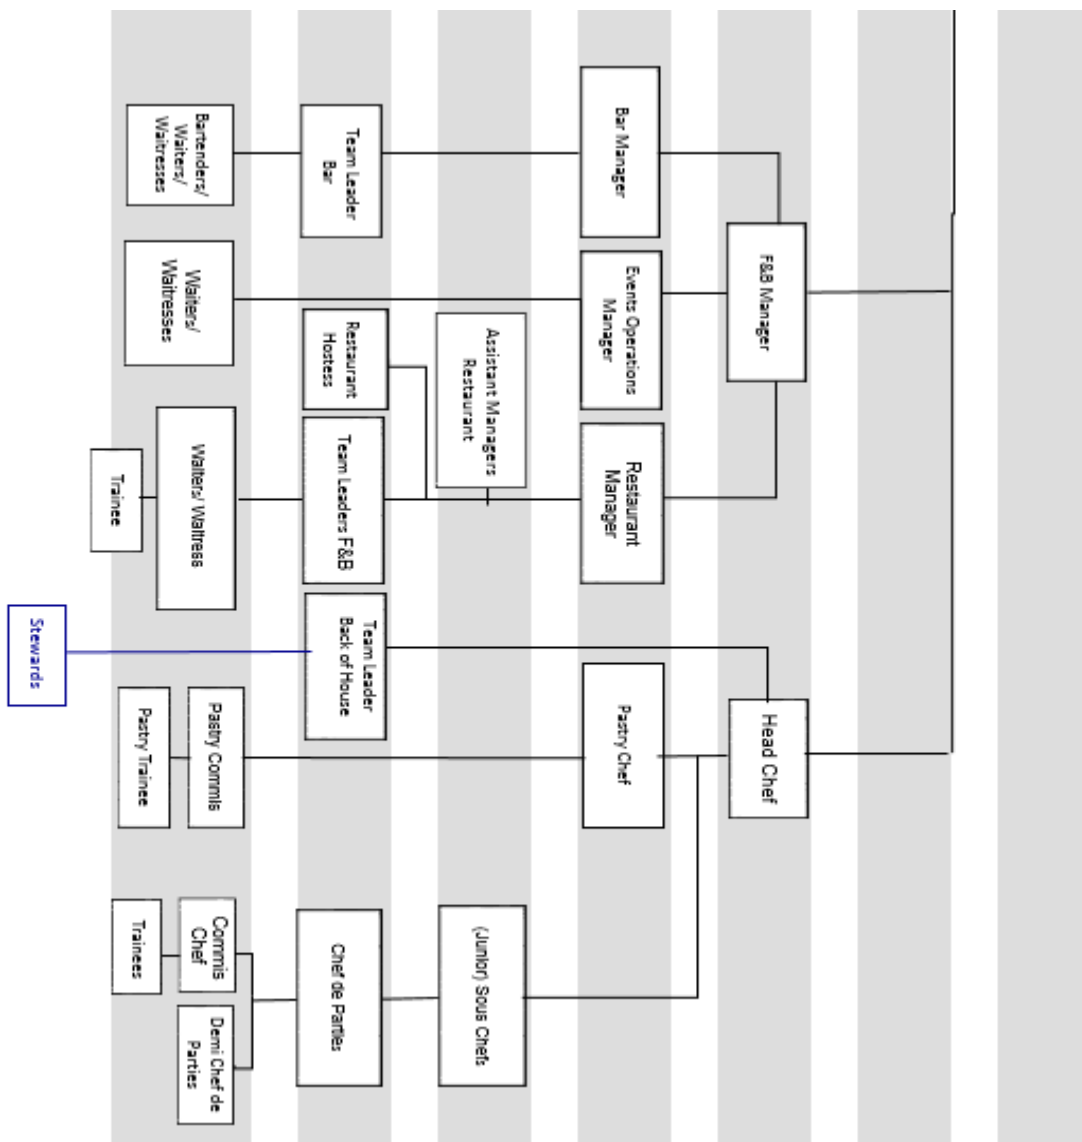 F&B Manager
Head Chef
Bar Manager
Events Operations
Manager
Restaurant
Manager
Pastry Chef
Assistant Managers
Restaurant
(Junior) Sous Chefs
Team Leader
Bar
Restaurant
Hostess
Team Leaders F&B
Team Leader
Back of House
Chef de Parties
Bartenders/
Waiters/
Waitresses
Waiters/
Waitresses
Waiters/ Waitress
Trainee
Pastry Commis
Pastry Trainee
Commis
Chef
Trainees
Demi Chef de
Parties
Stewards